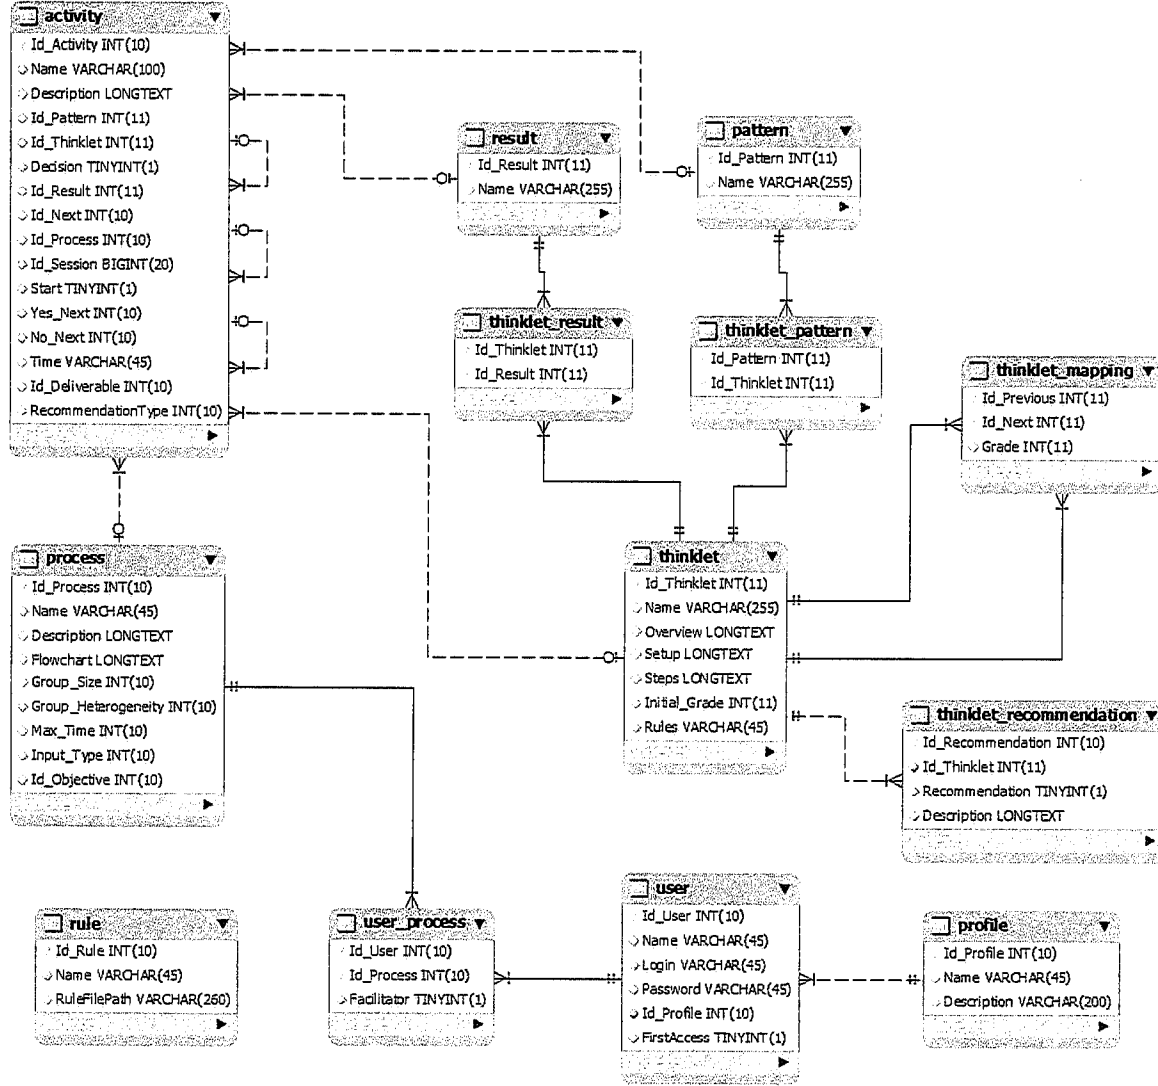 activity
Id_Activity INT(10)
Name VARCHAR(100)
Description LONGTEXT
Id_Pattern INT(11)
Id_Thinklet INT(11)
Decision TINYINT(1)
Id_Result INT(11)
Id_Next INT(10)
Id_Process INT(10)
Id_Session BIGINT(20)
Start TINYINT(1)
Yes_Next INT(10)
No_Next INT(10)
Time VARCHAR(45)
Id_Deliverable INT(10)
RecommendationType INT(10)
result
Id_Result INT(11)
Name VARCHAR(255)
pattern
Id_Pattern INT(11)
Name VARCHAR(255)
thinklet_result
Id_Thinklet INT(11)
Id_Result INT(11)
thinklet_pattern
Id_Pattern INT(11)
Id_Thinklet INT(11)
thinklet_mapping
Id_Previous INT(11)
Id_Next INT(11)
Grade INT(11)
process
Id_Process INT(10)
Name VARCHAR(45)
Description LONGTEXT
Flowchart LONGTEXT
Group_Size INT(10)
Group_Heterogeneity INT(10)
Max_Time INT(10)
Input_Type INT(10)
Id_Objective INT(10)
thinklet
Id_Thinklet INT(11)
Name VARCHAR(255)
Overview LONGTEXT
Setup LONGTEXT
Steps LONGTEXT
Initial_Grade INT(11)
Rules VARCHAR(45)
thinklet_recommendation
Id_Recommendation INT(10)
Id_Thinklet INT(11)
Recommendation TINYINT(1)
Description LONGTEXT
rule
Id_Rule INT(10)
Name VARCHAR(45)
RuleFilePath VARCHAR(260)
user_process
Id_User INT(10)
Id_Process INT(10)
Facilitator TINYINT(1)
user
Id_User INT(10)
Name VARCHAR(45)
Login VARCHAR(45)
Password VARCHAR(45)
Id_Profile INT(10)
FirstAccess TINYINT(1)
profile
Id_Profile INT(10)
Name VARCHAR(45)
Description VARCHAR(200)